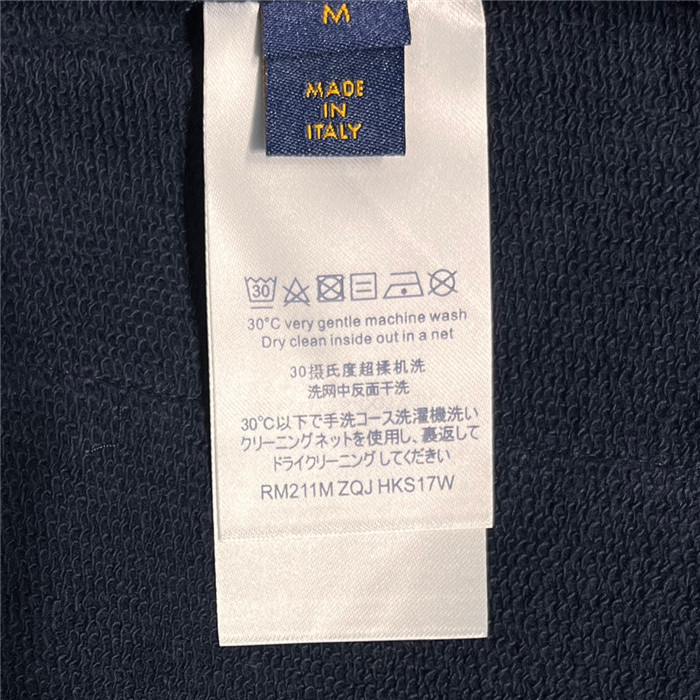 M
MADE
IN
ITALY
30
30°C very gentle machine wash
Dry clean inside out in a net
30摄氏度超揉机洗
洗网中反面干洗
30℃以下で手洗コース洗濯機洗い
クリーニングネットを使用し、裏返して
ドライクリーニングしてください
RM211M ZQJ HKS17W